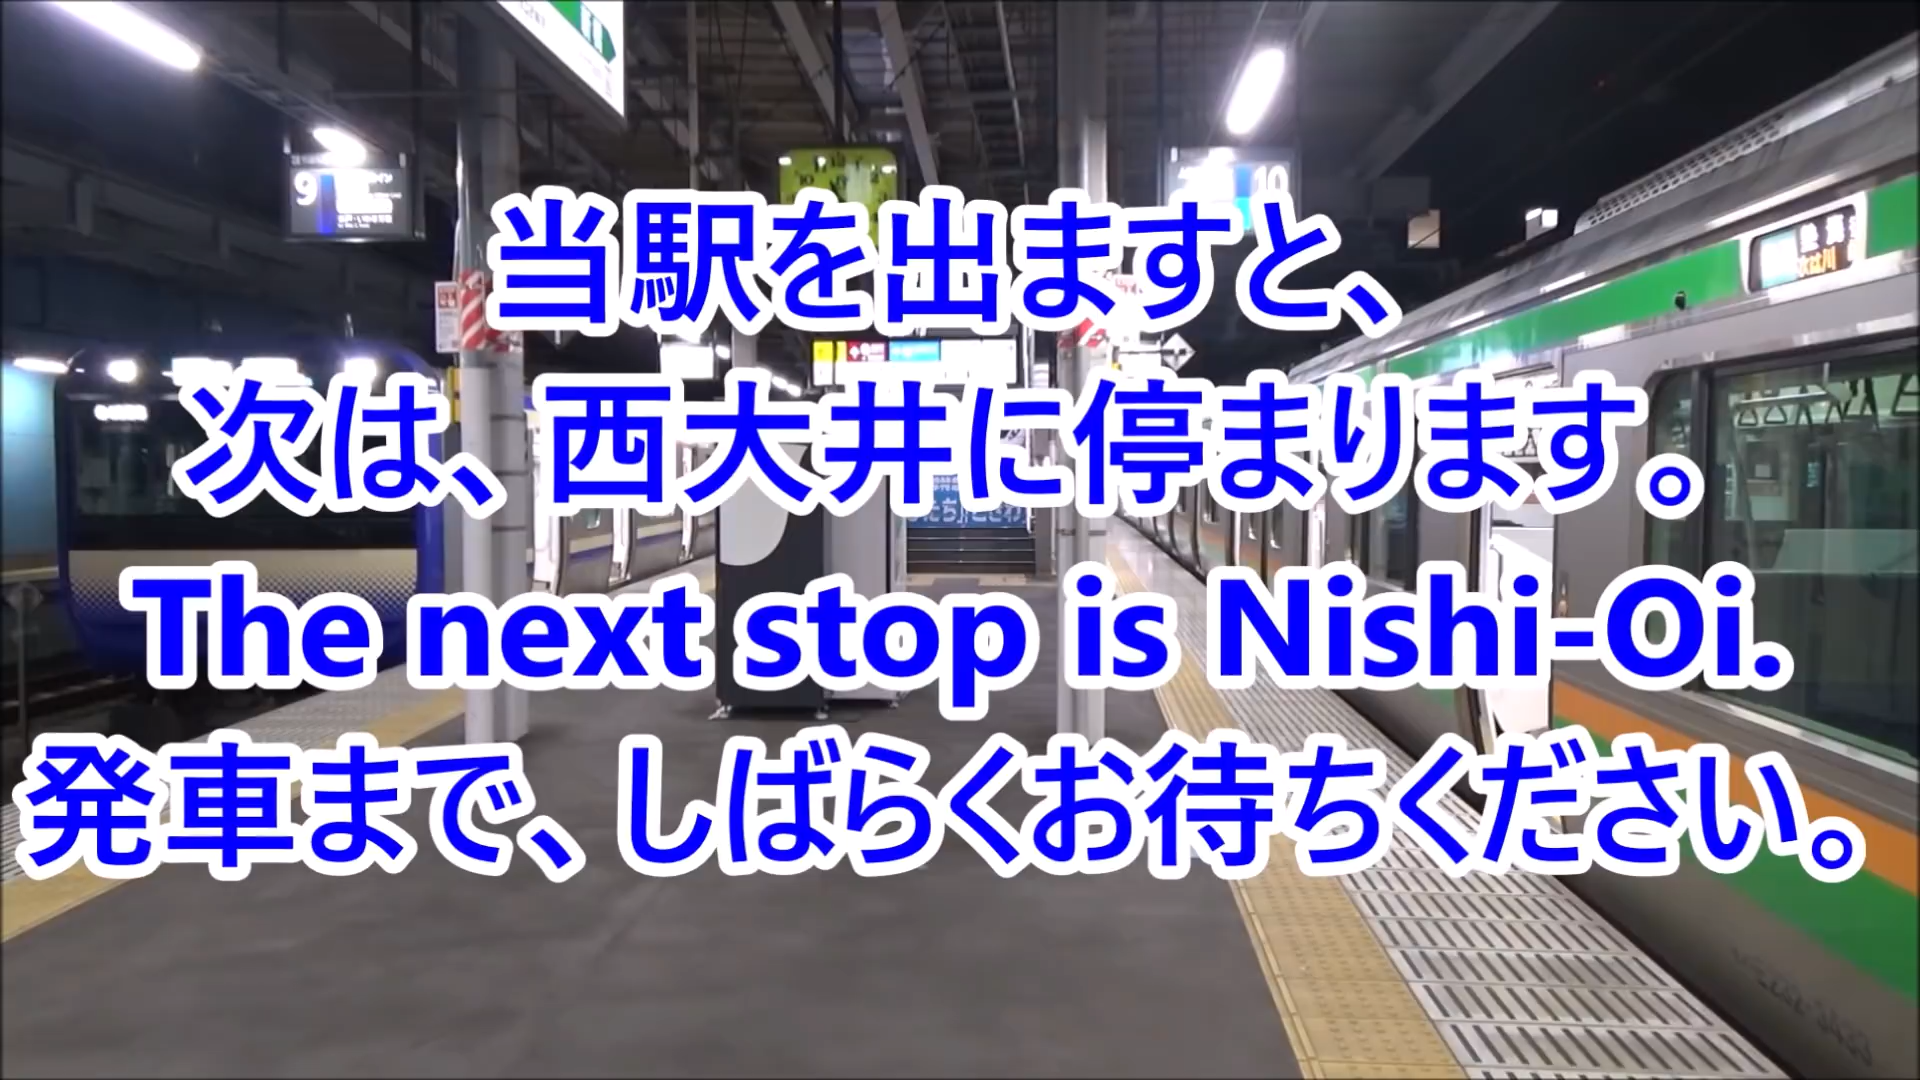 当駅を出ますと、
次は、西大井に停まります。
The next stop is Nishi-Oi.
発車まで、しばらくお待ちください。
9
10